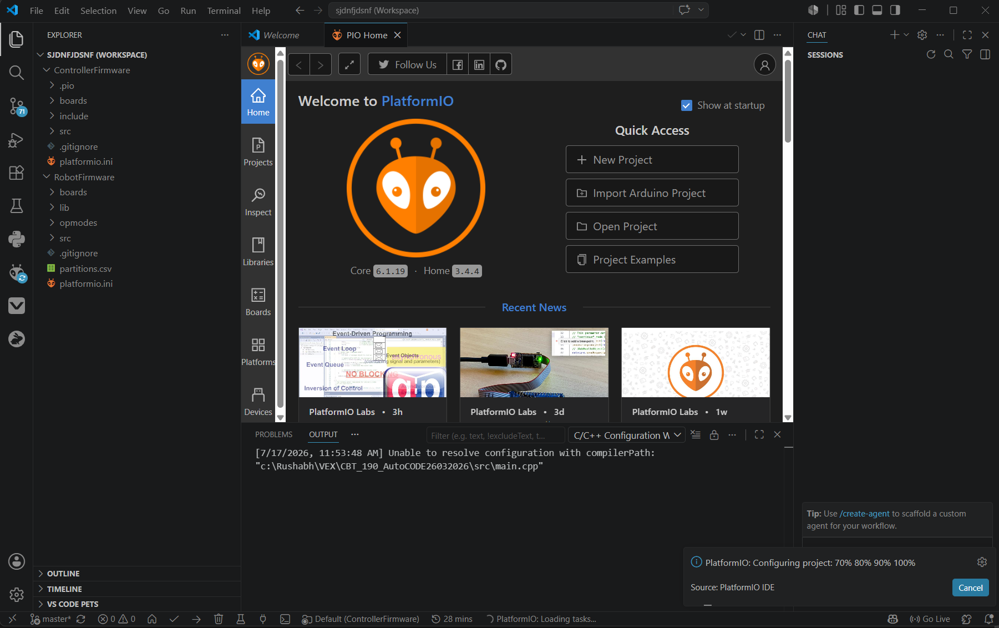 File Edit Selection View Go Run Terminal Help
sjdnfjdsnf (Workspace)
EXPLORER
SJDNFJDSNF (WORKSPACE)
ControllerFirmware
.pio
boards
include
src
.gitignore
platformio.ini
RobotFirmware
boards
lib
opmodes
src
.gitignore
partitions.csv
platformio.ini
OUTLINE
TIMELINE
VS CODE PETS
71
Welcome
PIO Home
Home
Projects
Inspect
Libraries
Boards
Platforms
Devices
Follow Us
Welcome to PlatformIO
Show at startup
Quick Access
New Project
Import Arduino Project
Open Project
Project Examples
Core 6.1.19 · Home 3.4.4
Recent News
Event-Driven Programming
Event Loop
Event Objects
(combining signal and parameters)
Event Queue
NO BLOCKING
Inversion of Control
Click to add a breakpoint.
PlatformIO Labs • 3h
PlatformIO Labs • 3d
PlatformIO Labs • 1w
PROBLEMS
OUTPUT
Filter (e.g. text, !excludeText, t...
C/C++ Configuration W
[7/17/2026, 11:53:48 AM] Unable to resolve configuration with compilerPath:
"c:\Rushabh\VEX\CBT_190_AutoCODE26032026\src\main.cpp"
CHAT
SESSIONS
Tip: Use /create-agent to scaffold a custom
agent for your workflow.
PlatformIO: Configuring project: 70% 80% 90% 100%
Source: PlatformIO IDE
Cancel
master*
0 0
Default (ControllerFirmware)
28 mins
PlatformIO: Loading tasks...
Go Live